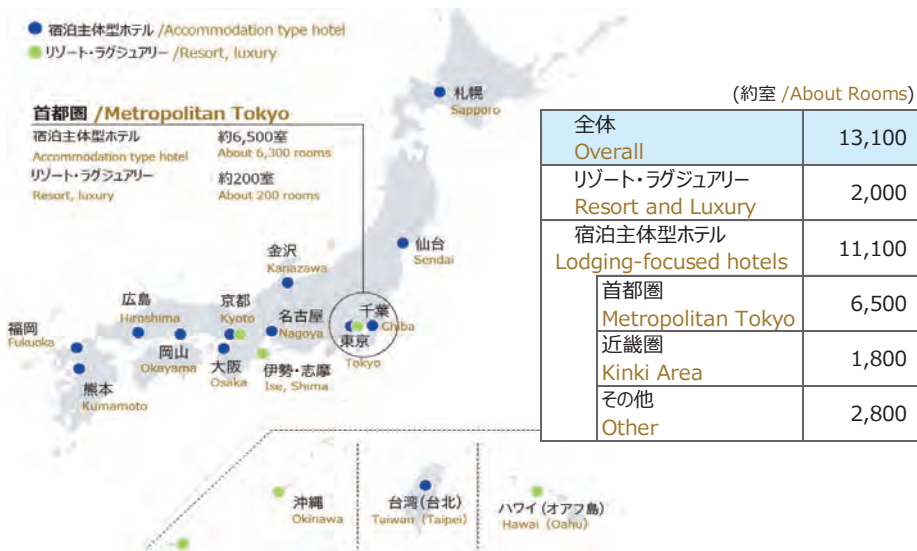 宿泊主体型ホテル /Accommodation type hotel
リゾート・ラグジュアリー /Resort, luxury
首都圏 /Metropolitan Tokyo
宿泊主体型ホテル 約6,500室
Accommodation type hotel About 6,300 rooms
リゾート・ラグジュアリー 約200室
Resort, luxury About 200 rooms
札幌
Sapporo
仙台
Sendai
金沢
Kanazawa
広島
Hiroshima
京都
Kyoto
名古屋
Nagoya
千葉
Chiba
東京
Tokyo
福岡
Fukuoka
岡山
Okayama
大阪
Osaka
伊勢・志摩
Ise, Shima
熊本
Kumamoto
沖縄
Okinawa
台湾(台北)
Taiwan (Taipei)
ハワイ (オアフ島)
Hawai (Oahu)
(約室 /About Rooms)
全体 13,100
Overall
リゾート・ラグジュアリー 2,000
Resort and Luxury
宿泊主体型ホテル 11,100
Lodging-focused hotels
首都圏 6,500
Metropolitan Tokyo
近畿圏 1,800
Kinki Area
その他 2,800
Other